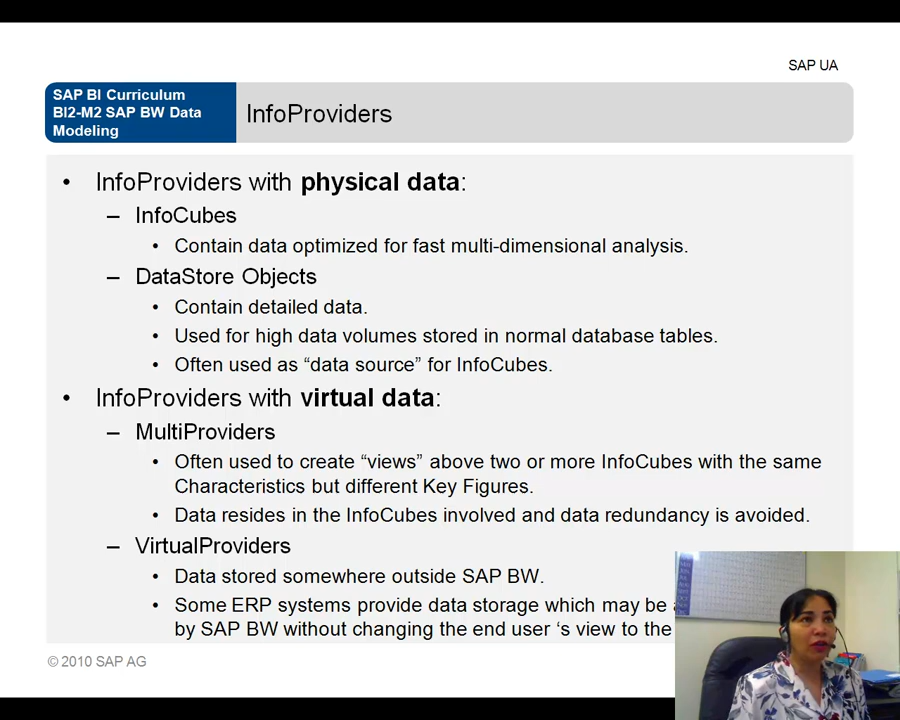 SAP UA
SAP BI Curriculum
BI2-M2 SAP BW Data
Modeling
InfoProviders
• InfoProviders with physical data:
– InfoCubes
• Contain data optimized for fast multi-dimensional analysis.
– DataStore Objects
• Contain detailed data.
• Used for high data volumes stored in normal database tables.
• Often used as “data source” for InfoCubes.
• InfoProviders with virtual data:
– MultiProviders
• Often used to create “views” above two or more InfoCubes with the same
Characteristics but different Key Figures.
• Data resides in the InfoCubes involved and data redundancy is avoided.
– VirtualProviders
• Data stored somewhere outside SAP BW.
• Some ERP systems provide data storage which may be
by SAP BW without changing the end user ‘s view to the
© 2010 SAP AG